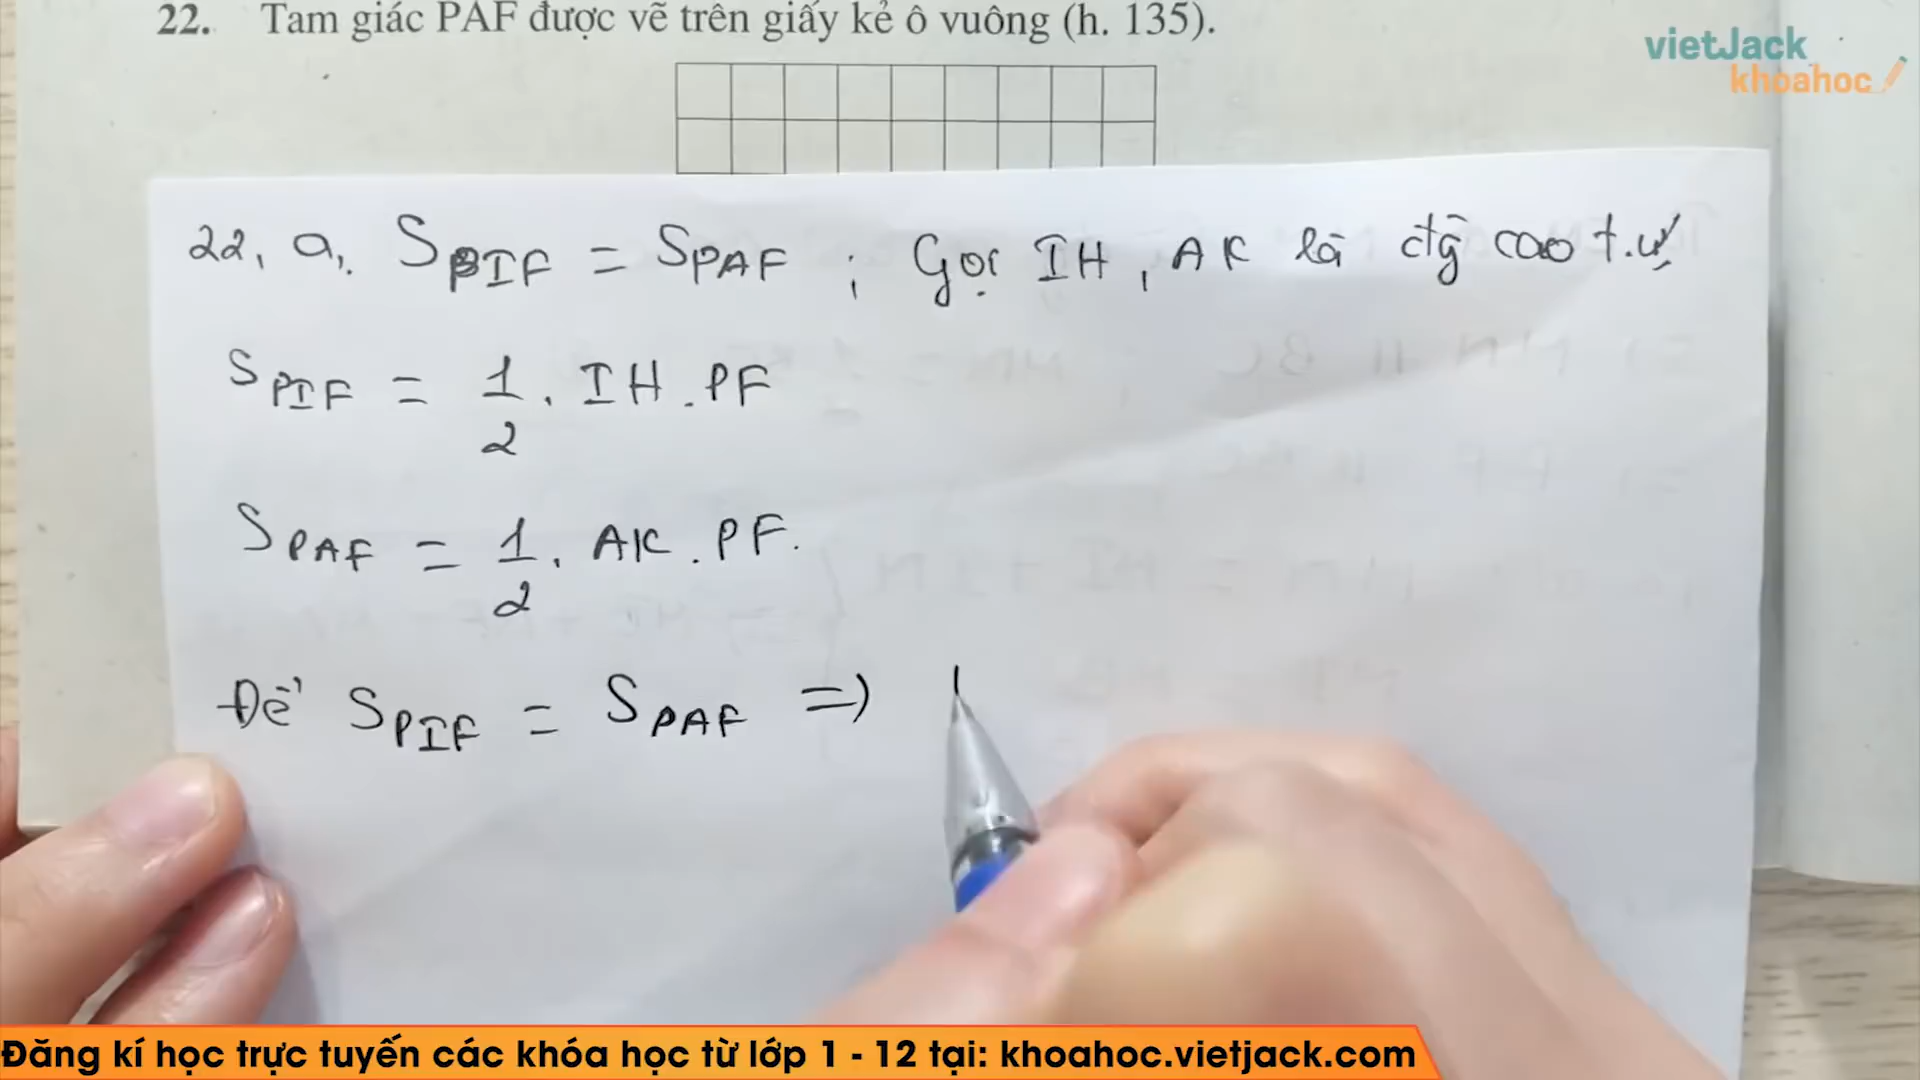 22. Tam giác PAF được vẽ trên giấy kẻ ô vuông (h. 135).
vietJack
khoahoc
22, a, S_PIF = S_PAF ; Gọi IH, AK là đg cao t.ự
S_PIF = 1/2 . IH . PF
S_PAF = 1/2 . AK . PF.
Để S_PIF = S_PAF =>
Đăng kí học trực tuyến các khóa học từ lớp 1 - 12 tại: khoahoc.vietjack.com